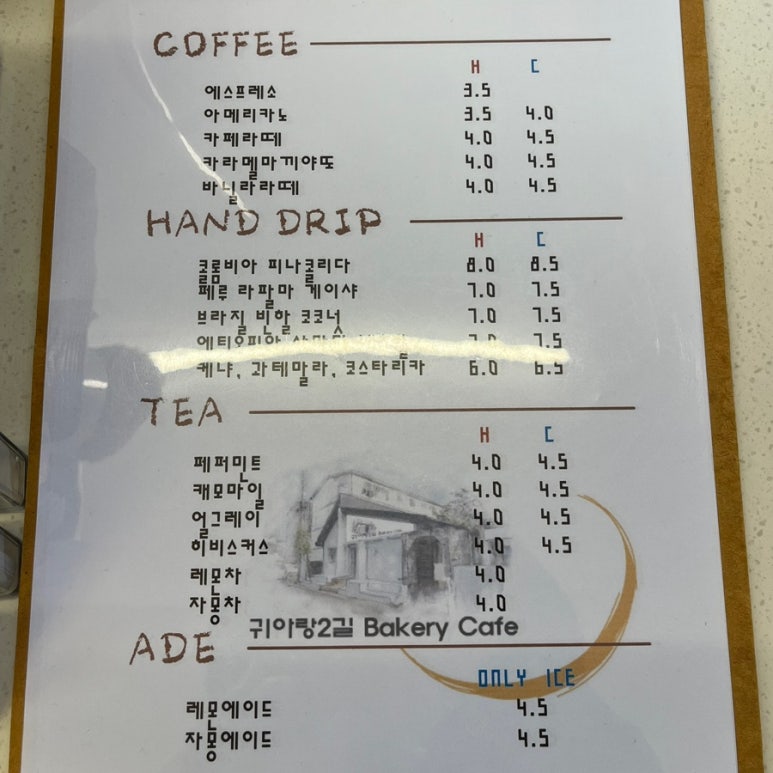 COFFEE
H C
에스프레소 3.5
아메리카노 3.5 4.0
카페라떼 4.0 4.5
카라멜마끼야또 4.0 4.5
바닐라라떼 4.0 4.5
HAND DRIP
H C
콜롬비아 피나콜리다 8.0 8.5
페루 라팔마 게이샤 7.0 7.5
브라질 빈할 코코넛 7.0 7.5
에티오피아 7.5
케냐, 과테말라, 코스타리카 6.0 6.5
TEA
H C
페퍼민트 4.0 4.5
캐모마일 4.0 4.5
얼그레이 4.0 4.5
히비스커스 4.0 4.5
레몬차 4.0
자몽차 4.0
귀아랑2길 Bakery Cafe
ADE
ONLY ICE
레몬에이드 4.5
자몽에이드 4.5